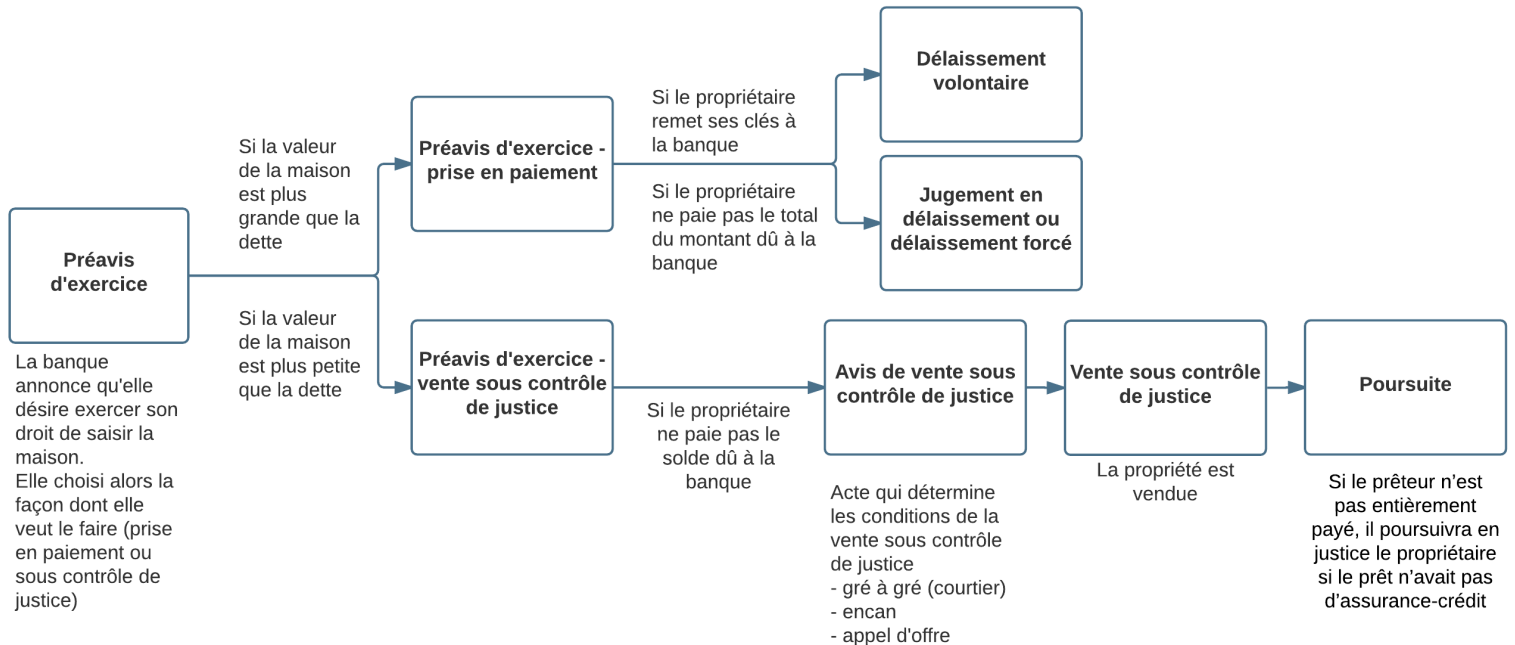 Préavis
d'exercice
La banque
annonce qu'elle
désire exercer son
droit de saisir la
maison.
Elle choisi alors la
façon dont elle
veut le faire (prise
en paiement ou
sous contrôle de
justice)
Si la valeur
de la maison
est plus
grande que la
dette
Préavis d'exercice -
prise en paiement
Si le propriétaire
remet ses clés à
la banque
Délaissement
volontaire
Si le propriétaire
ne paie pas le total
du montant dû à la
banque
Jugement en
délaissement ou
délaissement forcé
Si la valeur
de la maison
est plus petite
que la dette
Préavis d'exercice -
vente sous contrôle
de justice
Si le propriétaire
ne paie pas le
solde dû à la
banque
Avis de vente sous
contrôle de justice
Acte qui détermine
les conditions de la
vente sous contrôle
de justice
- gré à gré (courtier)
- encan
- appel d'offre
Vente sous contrôle
de justice
La propriété est
vendue
Poursuite
Si le prêteur n’est
pas entièrement
payé, il poursuivra en
justice le propriétaire
si le prêt n’avait pas
d’assurance-crédit